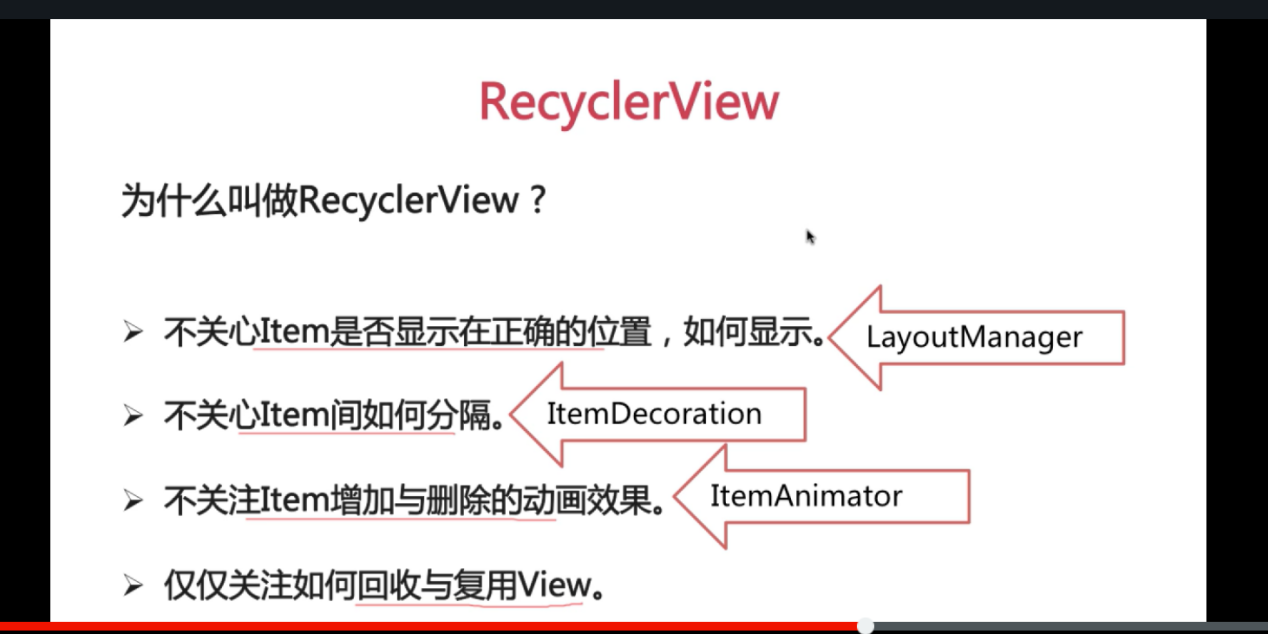 RecyclerView
为什么叫做RecyclerView？
不关心Item是否显示在正确的位置，如何显示。 LayoutManager
不关心Item间如何分隔。 ItemDecoration
不关注Item增加与删除的动画效果。 ItemAnimator
仅仅关注如何回收与复用View。